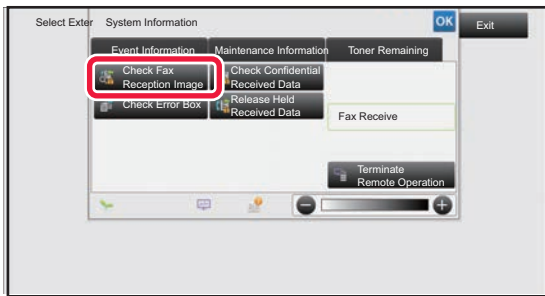 Select Exter
System Information
OK
Exit
Event Information
Maintenance Information
Toner Remaining
Check Fax
Reception Image
Check Confidential
Received Data
Check Error Box
Release Held
Received Data
Fax Receive
Terminate
Remote Operation